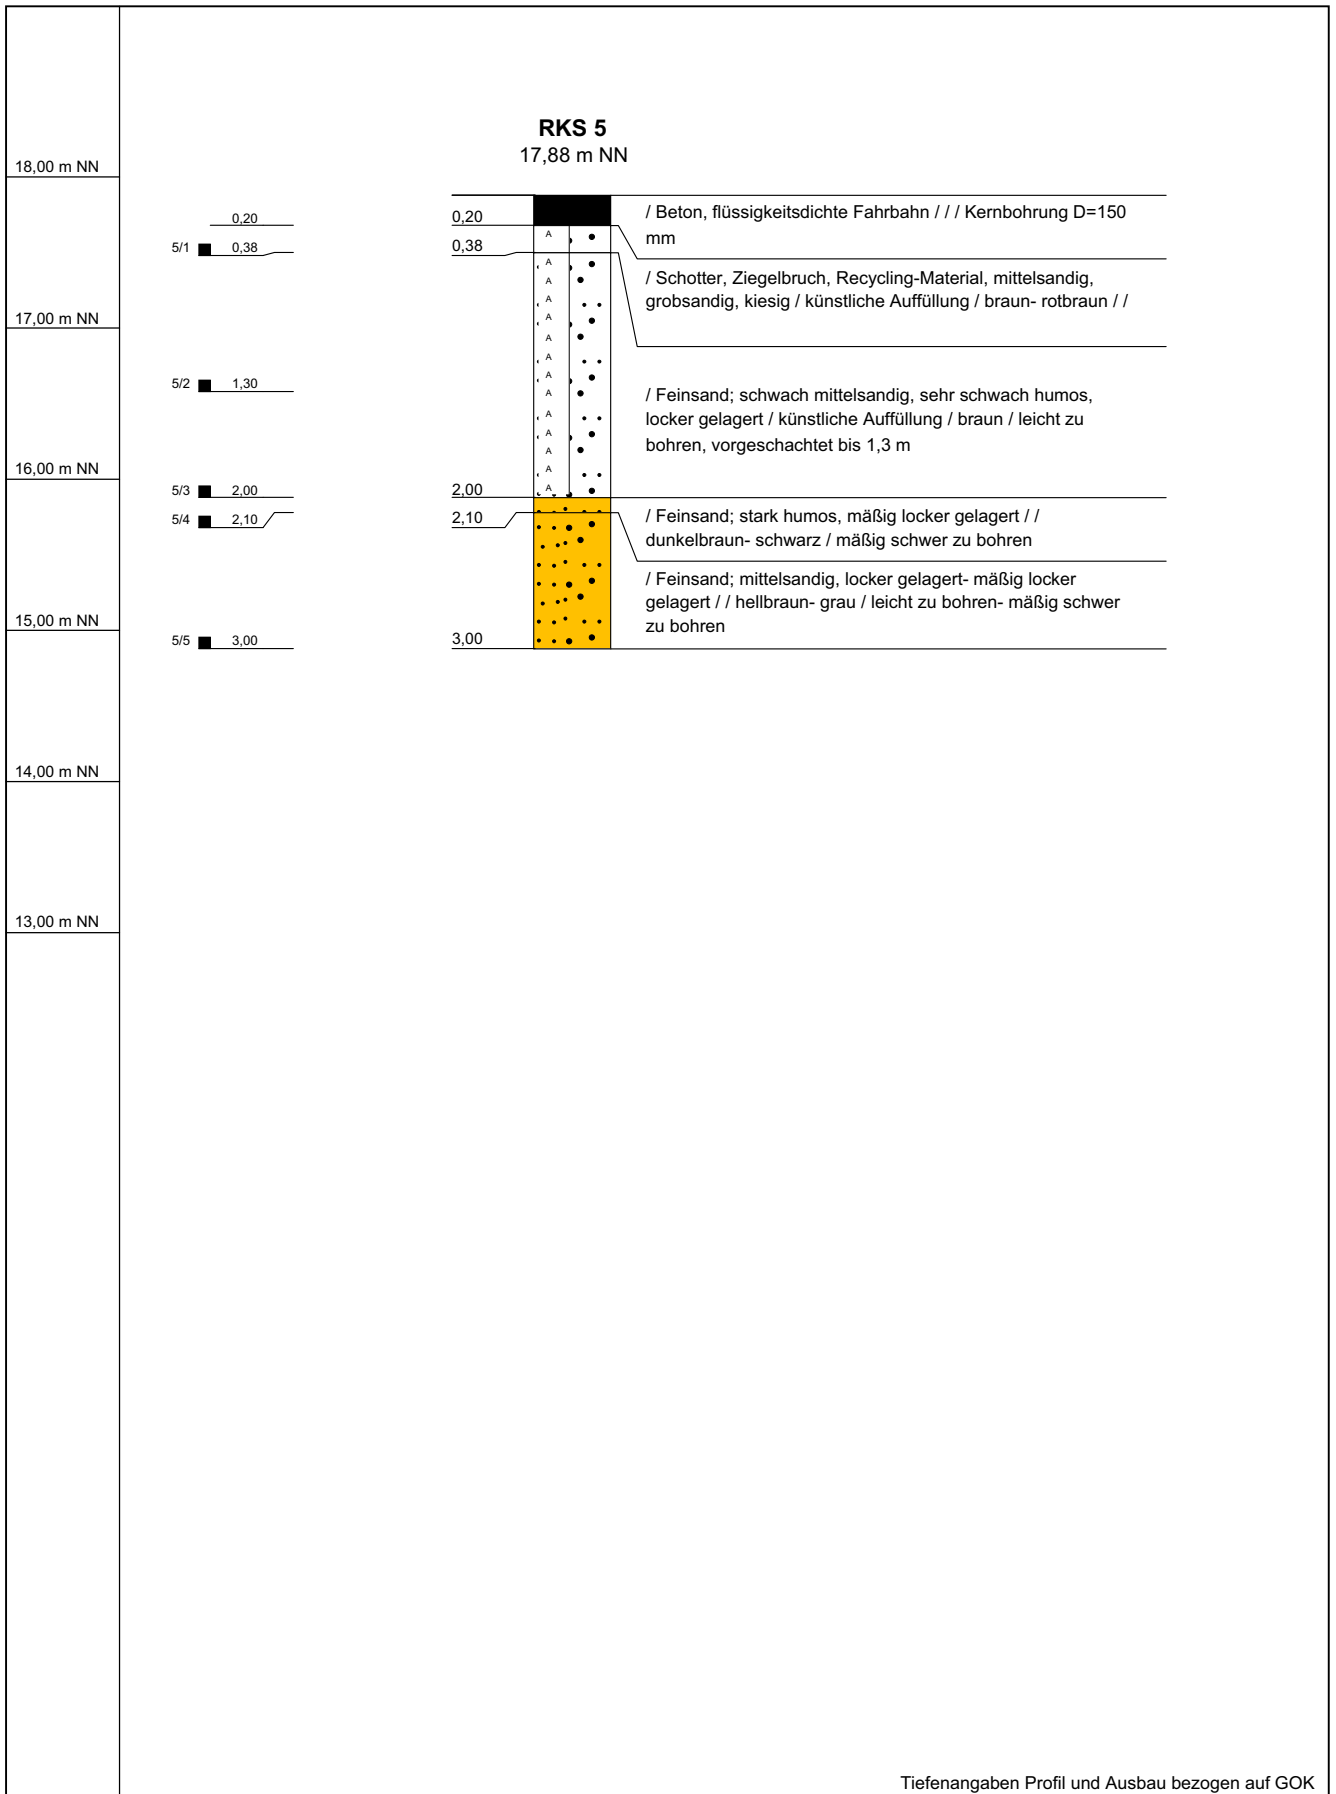 RKS 5
17,88 m NN
18,00 m NN
17,00 m NN
16,00 m NN
15,00 m NN
14,00 m NN
13,00 m NN
0,20
5/1 0,38
5/2 1,30
5/3 2,00
5/4 2,10
5/5 3,00
0,20
0,38
2,00
2,10
3,00
A
A
A
A
A
A
A
A
A
A
A
A
A
A
/ Beton, flüssigkeitsdichte Fahrbahn / / / Kernbohrung D=150
mm
/ Schotter, Ziegelbruch, Recycling-Material, mittelsandig,
grobsandig, kiesig / künstliche Auffüllung / braun- rotbraun / /
/ Feinsand; schwach mittelsandig, sehr schwach humos,
locker gelagert / künstliche Auffüllung / braun / leicht zu
bohren, vorgeschachtet bis 1,3 m
/ Feinsand; stark humos, mäßig locker gelagert / /
dunkelbraun- schwarz / mäßig schwer zu bohren
/ Feinsand; mittelsandig, locker gelagert- mäßig locker
gelagert / / hellbraun- grau / leicht zu bohren- mäßig schwer
zu bohren
Tiefenangaben Profil und Ausbau bezogen auf GOK